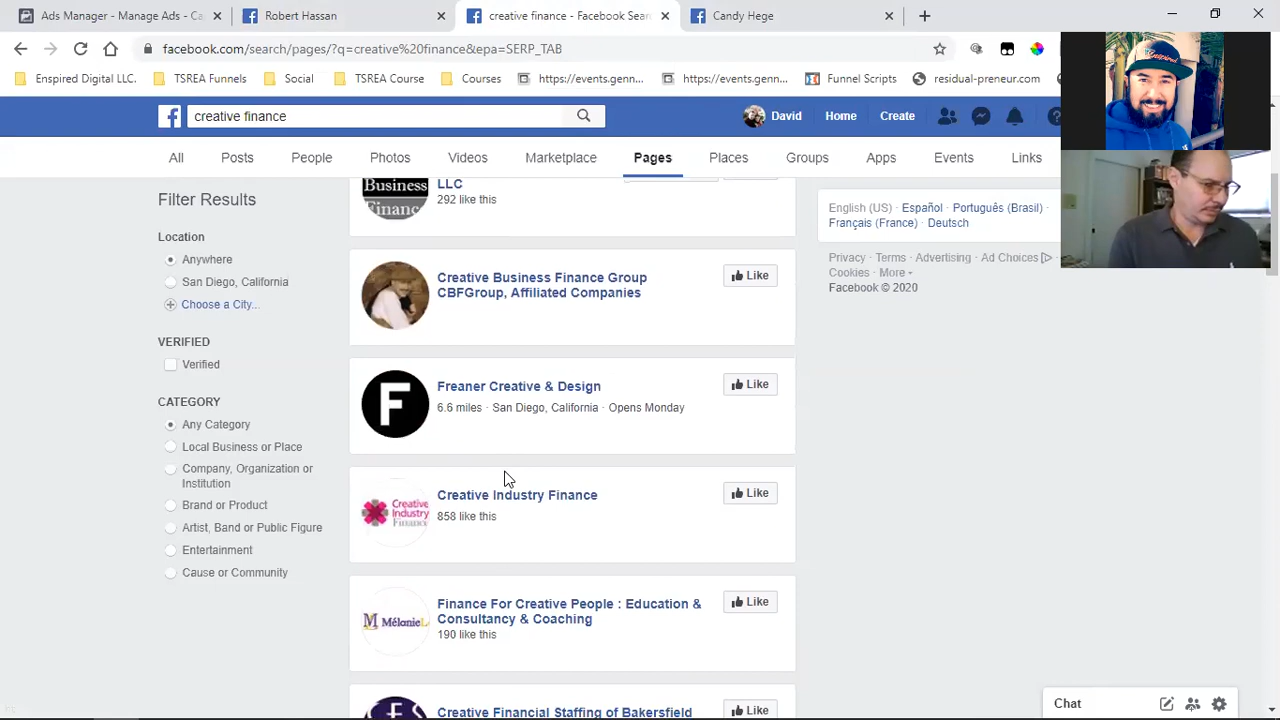 Ads Manager - Manage Ads - Ca
Robert Hassan
creative finance - Facebook Sear
Candy Hege
facebook.com/search/pages/?q=creative%20finance&epa=SERP_TAB
Enspired Digital LLC.
TSREA Funnels
Social
TSREA Course
Courses
https://events.genn...
https://events.genn...
Funnel Scripts
residual-preneur.com
creative finance
David
Home
Create
All
Posts
People
Photos
Videos
Marketplace
Pages
Places
Groups
Apps
Events
Links
Filter Results
Location
Anywhere
San Diego, California
Choose a City...
VERIFIED
Verified
CATEGORY
Any Category
Local Business or Place
Company, Organization or
Institution
Brand or Product
Artist, Band or Public Figure
Entertainment
Cause or Community
Business
Finance
LLC
292 like this
Creative Business Finance Group
CBFGroup, Affiliated Companies
Like
F
Freaner Creative & Design
6.6 miles · San Diego, California · Opens Monday
Like
Creative
Industry
Finance
Creative Industry Finance
858 like this
Like
MélanieL
Finance For Creative People : Education &
Consultancy & Coaching
190 like this
Like
Creative Financial Staffing of Bakersfield
Like
English (US) · Español · Português (Brasil) ·
Français (France) · Deutsch
Privacy · Terms · Advertising · Ad Choices
Cookies · More
Facebook © 2020
Chat